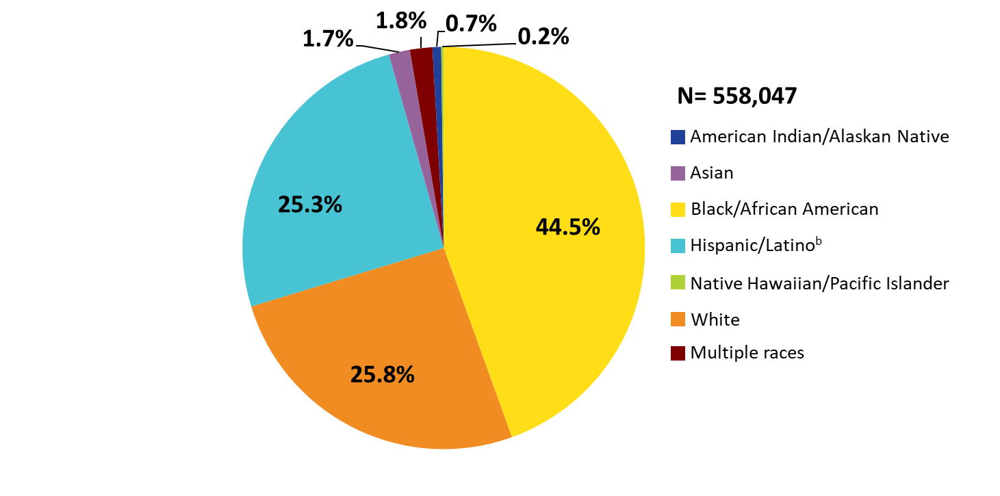 1.8%
0.7%
1.7%
0.2%
44.5%
25.3%
25.8%
N= 558,047
American Indian/Alaskan Native
Asian
Black/African American
Hispanic/Latinoᵇ
Native Hawaiian/Pacific Islander
White
Multiple races